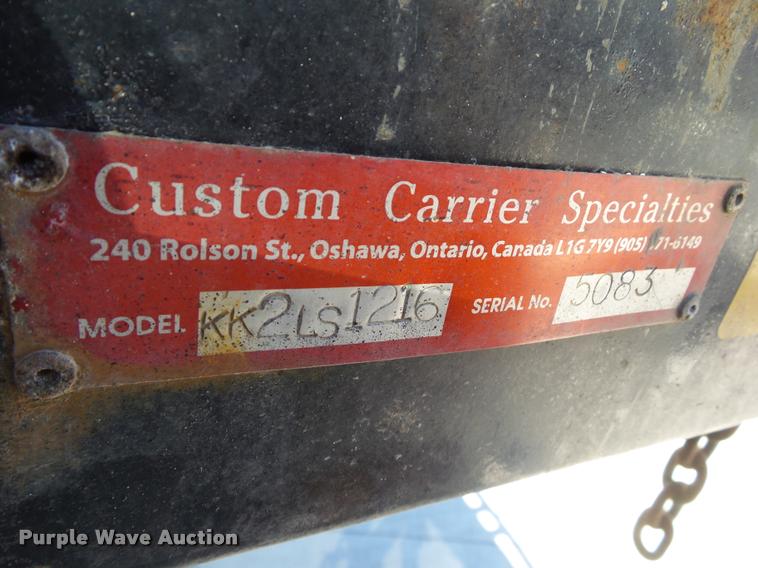 Custom Carrier Specialties
240 Rolson St., Oshawa, Ontario, Canada L1G 7Y9 (905)
MODEL KK2LS1216 SERIAL No. 5083
Purple Wave Auction